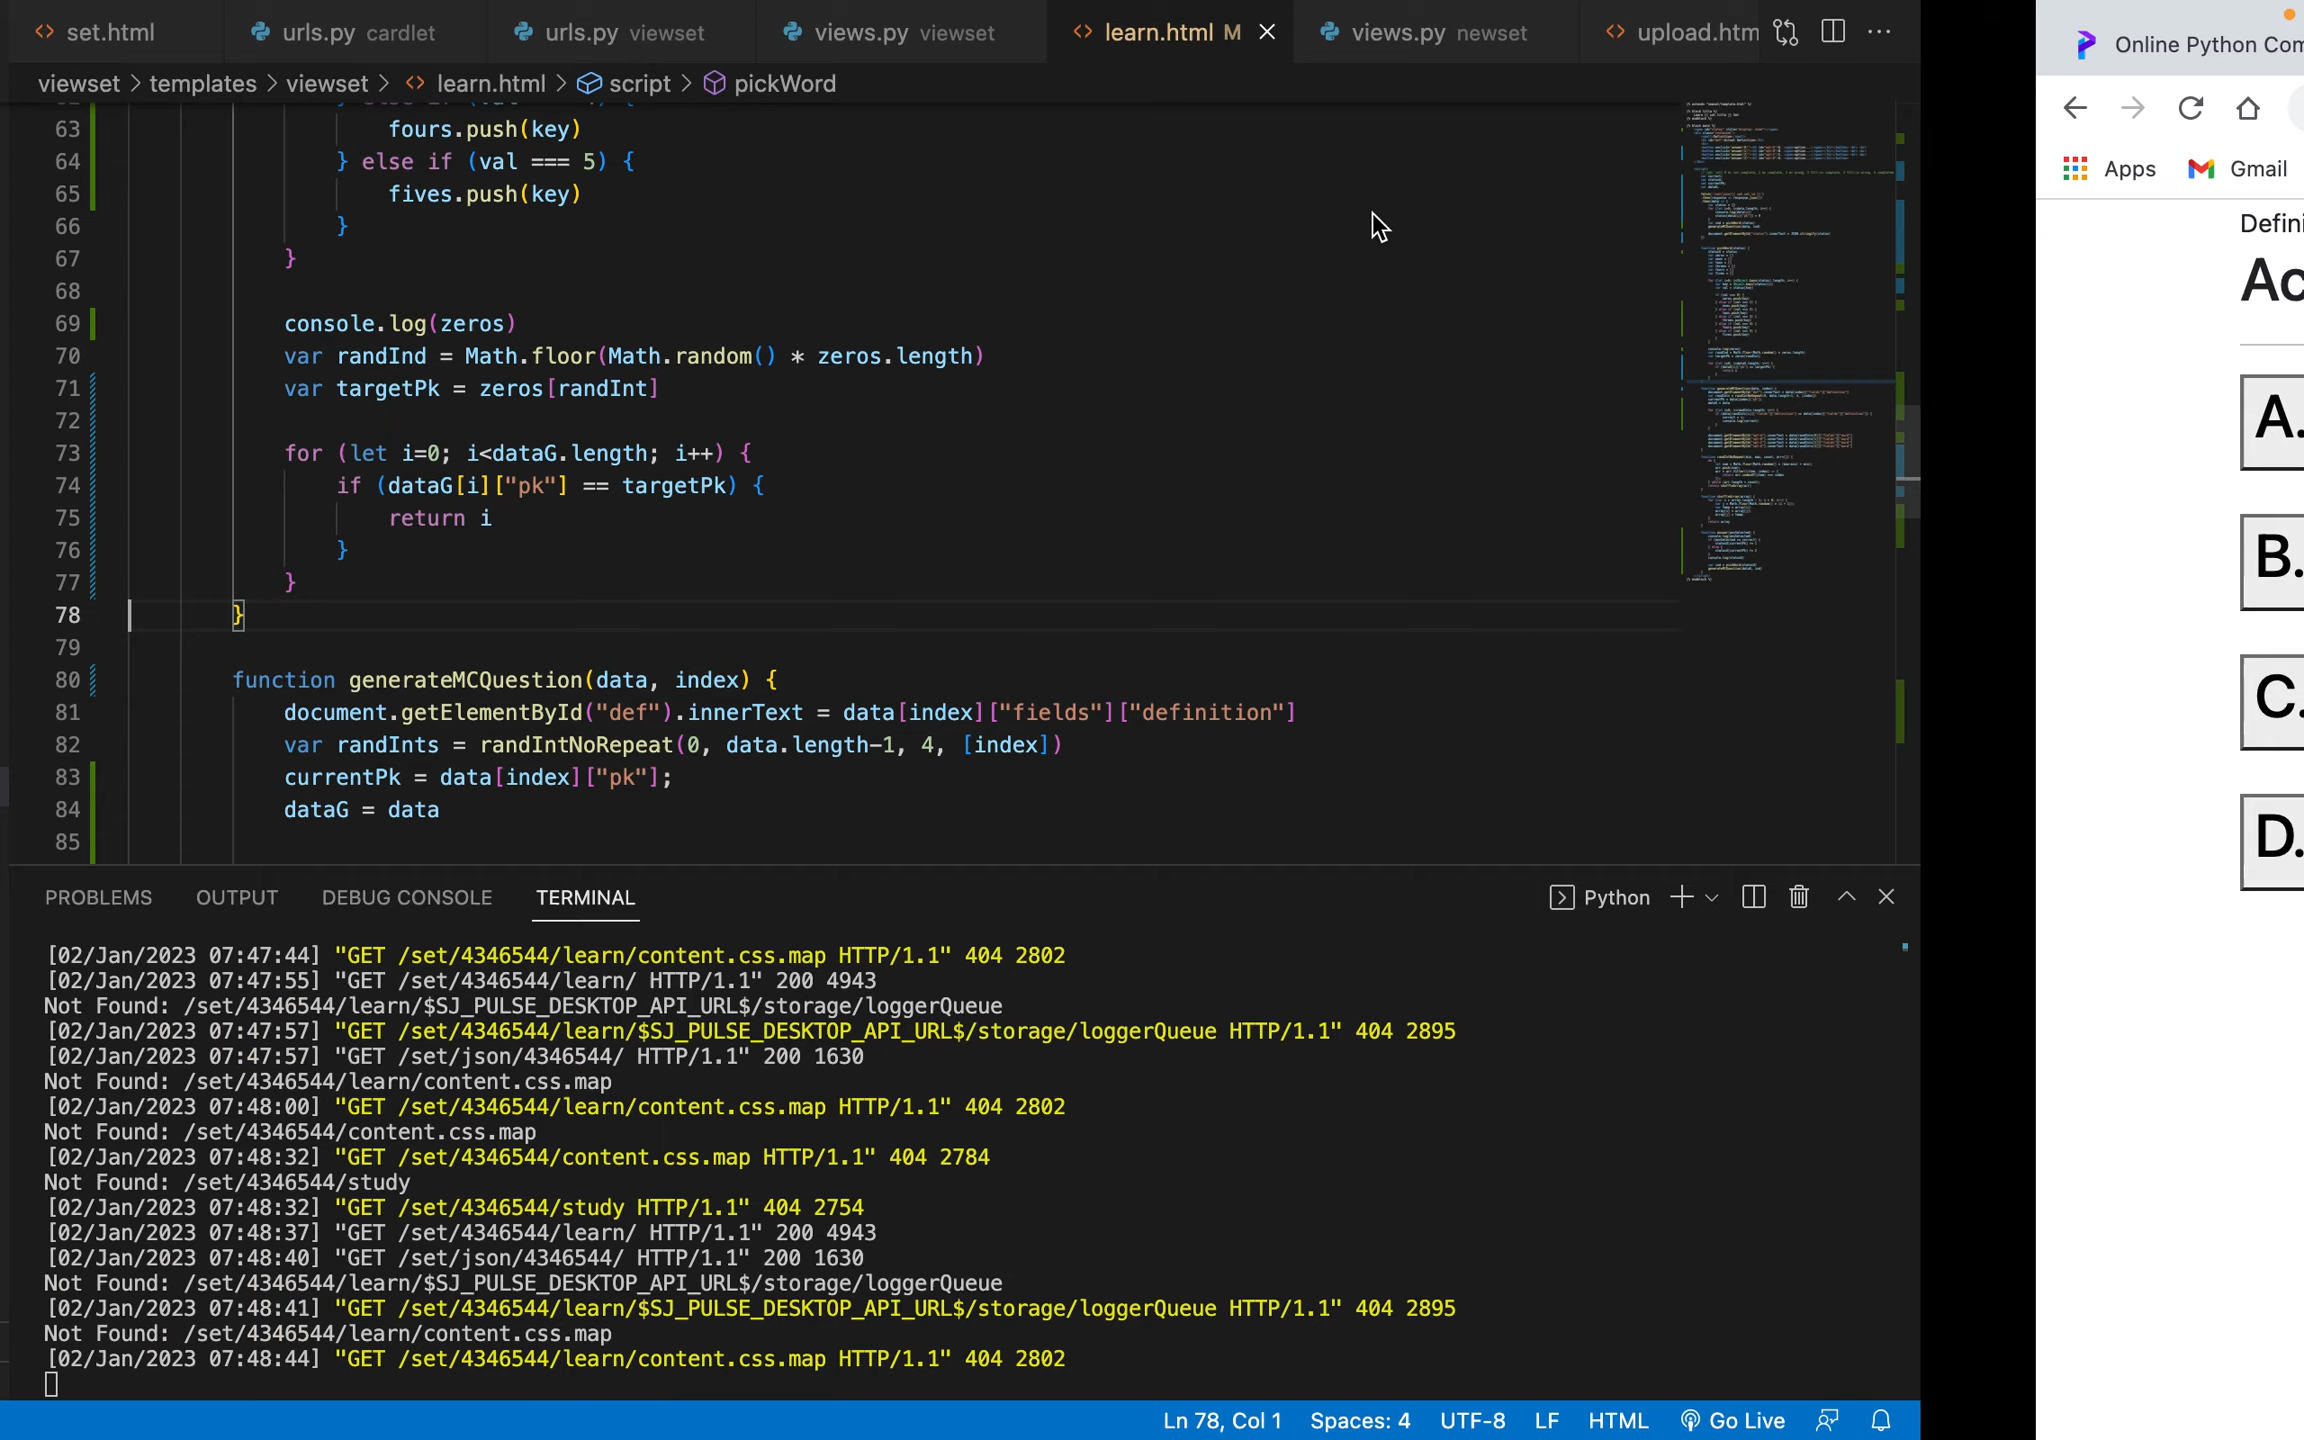 set.html
urls.py cardlet
urls.py viewset
views.py viewset
learn.html M
views.py newset
upload.htm
viewset > templates > viewset > learn.html > script > pickWord
63 fours.push(key)
64 } else if (val === 5) {
65 fives.push(key)
66 }
67 }
68
69 console.log(zeros)
70 var randInd = Math.floor(Math.random() * zeros.length)
71 var targetPk = zeros[randInt]
72
73 for (let i=0; i<dataG.length; i++) {
74 if (dataG[i]["pk"] == targetPk) {
75 return i
76 }
77 }
78 }
79
80 function generateMCQuestion(data, index) {
81 document.getElementById("def").innerText = data[index]["fields"]["definition"]
82 var randInts = randIntNoRepeat(0, data.length-1, 4, [index])
83 currentPk = data[index]["pk"];
84 dataG = data
85
PROBLEMS OUTPUT DEBUG CONSOLE TERMINAL
Python
[02/Jan/2023 07:47:44] "GET /set/4346544/learn/content.css.map HTTP/1.1" 404 2802
[02/Jan/2023 07:47:55] "GET /set/4346544/learn/ HTTP/1.1" 200 4943
Not Found: /set/4346544/learn/$SJ_PULSE_DESKTOP_API_URL$/storage/loggerQueue
[02/Jan/2023 07:47:57] "GET /set/4346544/learn/$SJ_PULSE_DESKTOP_API_URL$/storage/loggerQueue HTTP/1.1" 404 2895
[02/Jan/2023 07:47:57] "GET /set/json/4346544/ HTTP/1.1" 200 1630
Not Found: /set/4346544/learn/content.css.map
[02/Jan/2023 07:48:00] "GET /set/4346544/learn/content.css.map HTTP/1.1" 404 2802
Not Found: /set/4346544/content.css.map
[02/Jan/2023 07:48:32] "GET /set/4346544/content.css.map HTTP/1.1" 404 2784
Not Found: /set/4346544/study
[02/Jan/2023 07:48:32] "GET /set/4346544/study HTTP/1.1" 404 2754
[02/Jan/2023 07:48:37] "GET /set/4346544/learn/ HTTP/1.1" 200 4943
[02/Jan/2023 07:48:40] "GET /set/json/4346544/ HTTP/1.1" 200 1630
Not Found: /set/4346544/learn/$SJ_PULSE_DESKTOP_API_URL$/storage/loggerQueue
[02/Jan/2023 07:48:41] "GET /set/4346544/learn/$SJ_PULSE_DESKTOP_API_URL$/storage/loggerQueue HTTP/1.1" 404 2895
Not Found: /set/4346544/learn/content.css.map
[02/Jan/2023 07:48:44] "GET /set/4346544/learn/content.css.map HTTP/1.1" 404 2802
Ln 78, Col 1 Spaces: 4 UTF-8 LF HTML Go Live
Online Python Com
Apps Gmail
Defini
Ac
A.
B.
C.
D.